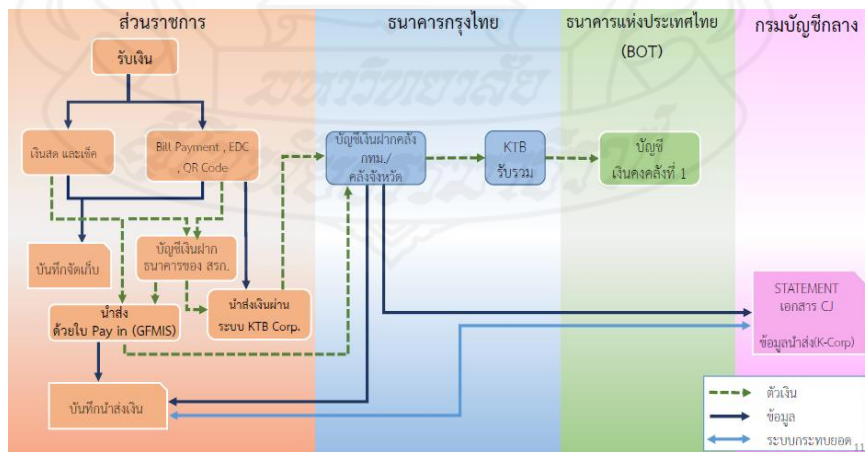 ส่วนราชการ
ธนาคารกรุงไทย
ธนาคารแห่งประเทศไทย
(BOT)
กรมบัญชีกลาง
รับเงิน
เงินสด และเช็ค
Bill Payment , EDC
, QR Code
บัญชีเงินฝากคลัง
กทม./
คลังจังหวัด
KTB
รับรวม
บัญชี
เงินคงคลังที่ 1
บันทึกจัดเก็บ
บัญชีเงินฝาก
ธนาคารของ สรก.
นำส่ง
ด้วยใบ Pay in (GFMIS)
นำส่งเงินผ่าน
ระบบ KTB Corp.
STATEMENT
เอกสาร CJ
ข้อมูลนำส่ง(K-Corp)
บันทึกนำส่งเงิน
ตัวเงิน
ข้อมูล
ระบบกระทบยอด
11